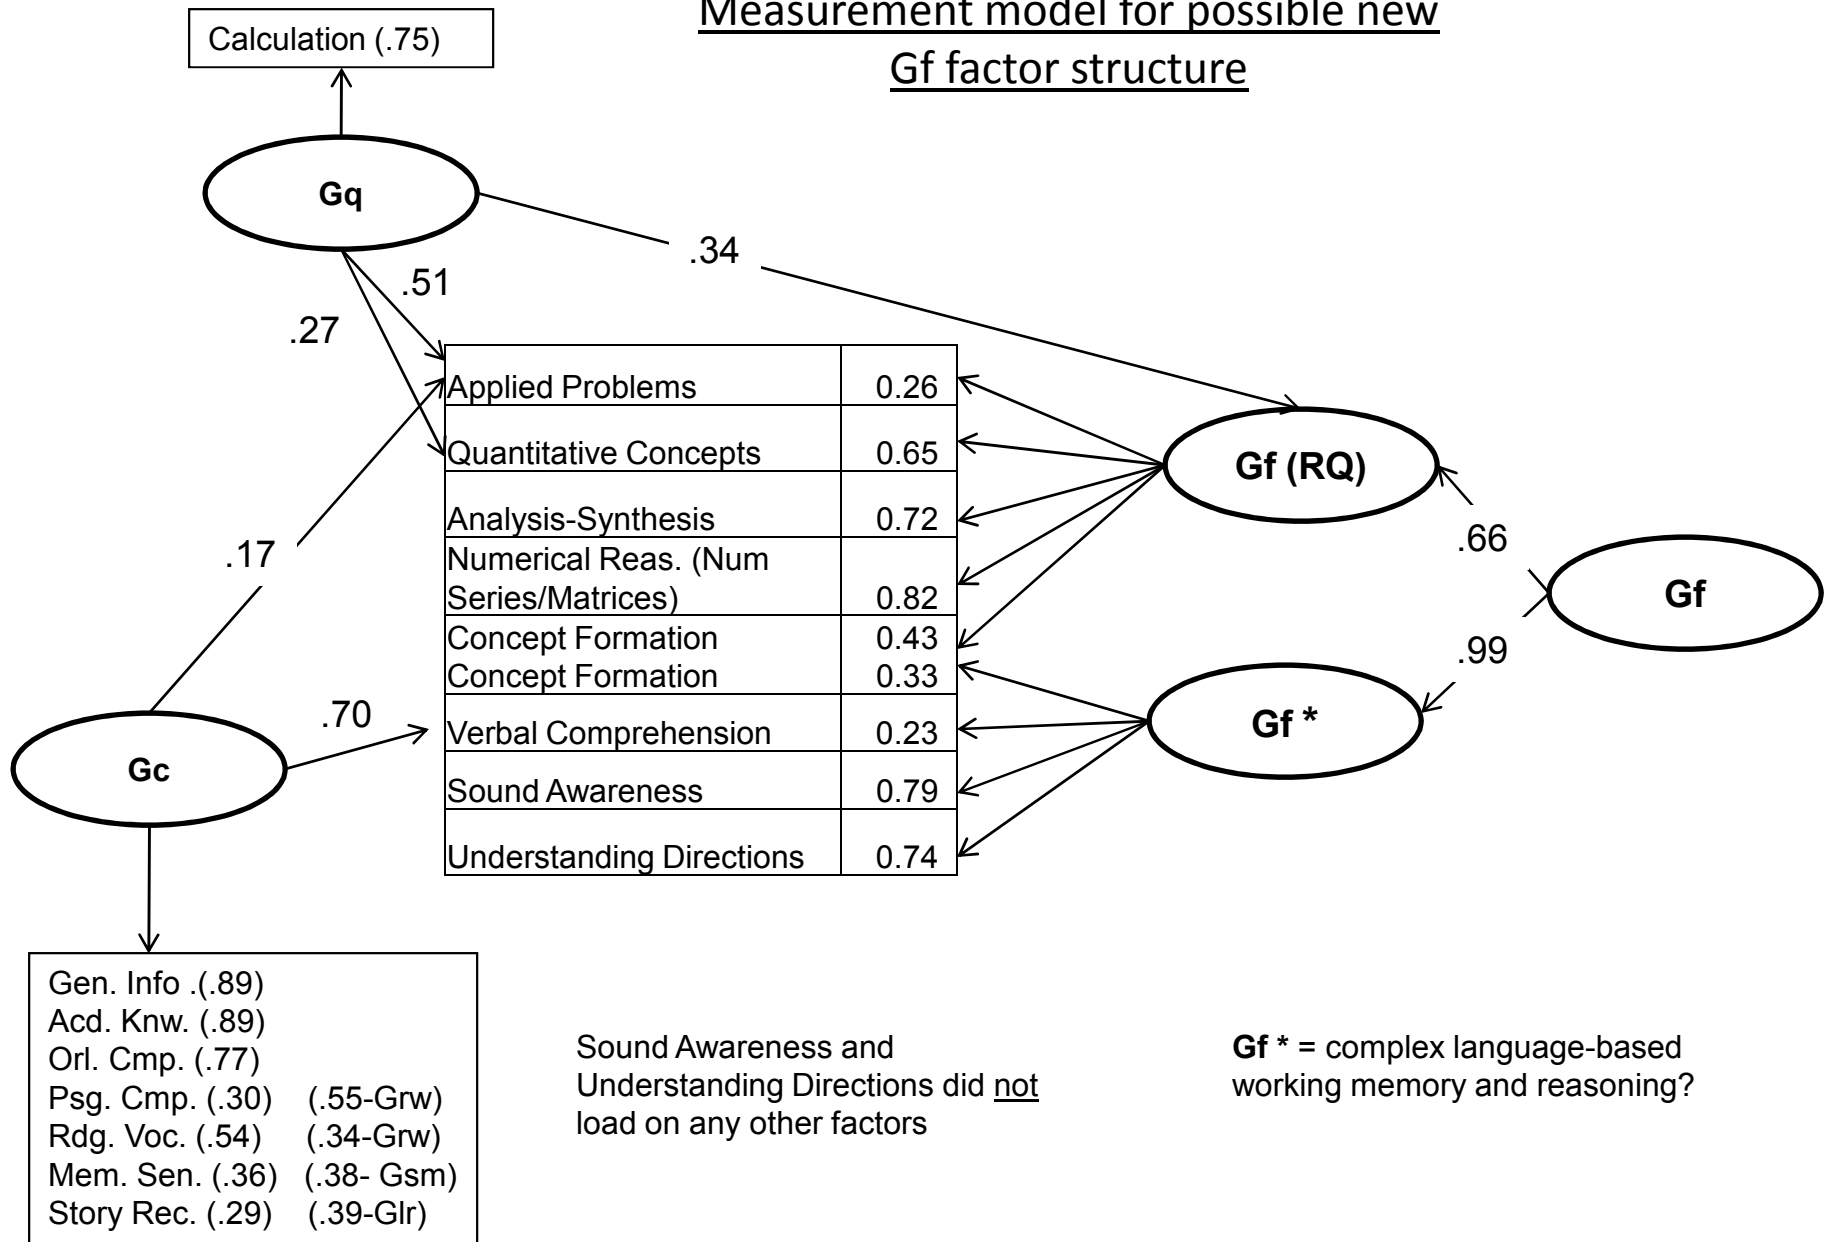 Measurement model for possible new
Gf factor structure
Calculation (.75)
Gq
.34
.51
.27
Applied Problems 0.26
Quantitative Concepts 0.65
Analysis-Synthesis 0.72
Numerical Reas. (Num
Series/Matrices) 0.82
Concept Formation 0.43
Concept Formation 0.33
Verbal Comprehension 0.23
Sound Awareness 0.79
Understanding Directions 0.74
Gf (RQ)
.66
Gf
.99
Gf *
.17
.70
Gc
Gen. Info .(.89)
Acd. Knw. (.89)
Orl. Cmp. (.77)
Psg. Cmp. (.30) (.55-Grw)
Rdg. Voc. (.54) (.34-Grw)
Mem. Sen. (.36) (.38- Gsm)
Story Rec. (.29) (.39-Glr)
Sound Awareness and
Understanding Directions did not
load on any other factors
Gf * = complex language-based
working memory and reasoning?